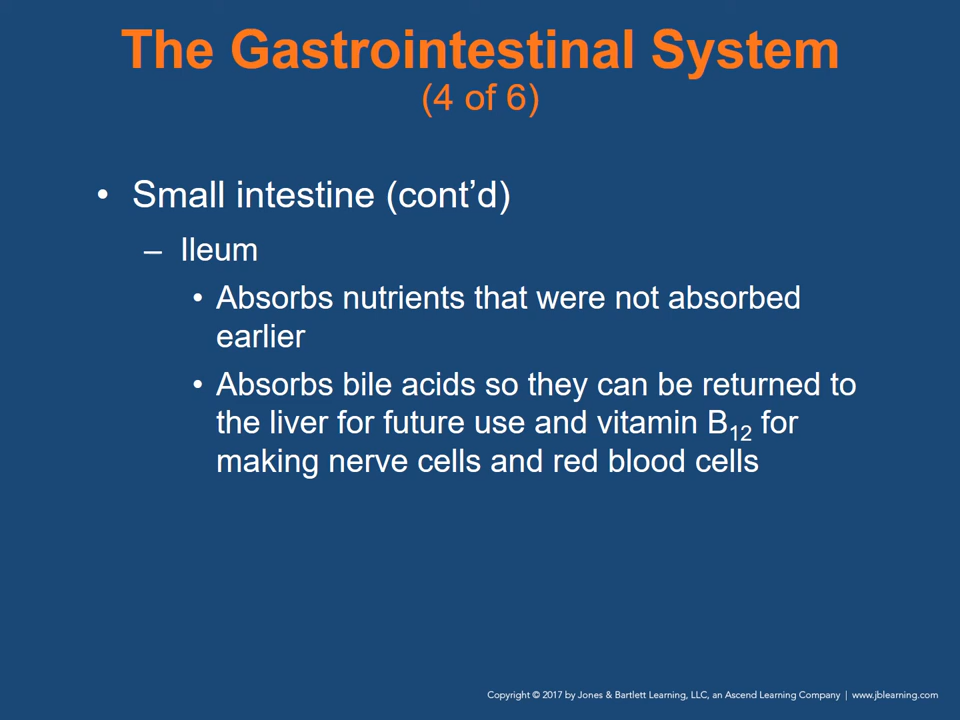 The Gastrointestinal System
(4 of 6)
• Small intestine (cont’d)
– Ileum
• Absorbs nutrients that were not absorbed
earlier
• Absorbs bile acids so they can be returned to
the liver for future use and vitamin B12 for
making nerve cells and red blood cells
Copyright © 2017 by Jones & Bartlett Learning, LLC, an Ascend Learning Company | www.jblearning.com